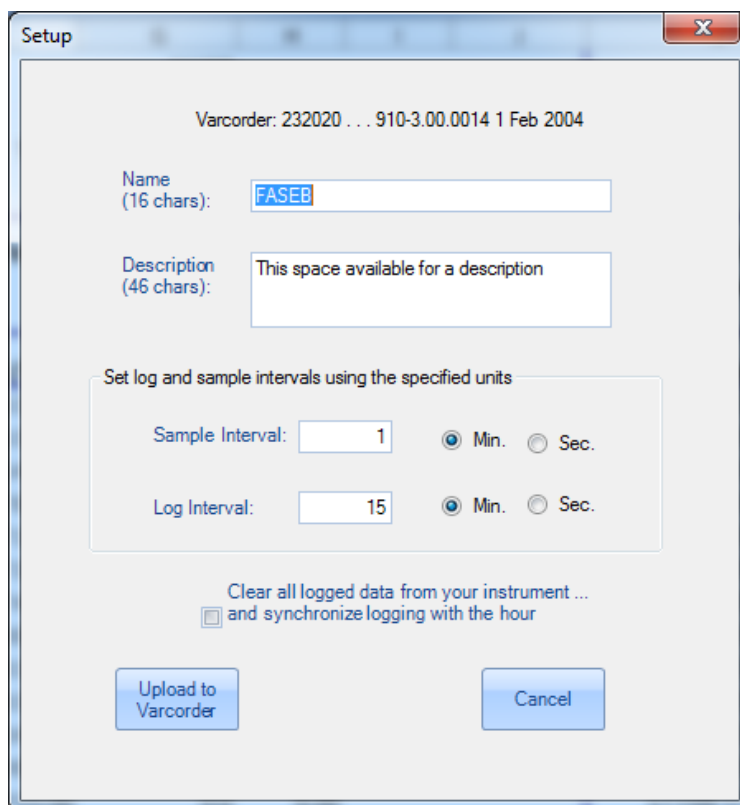 Setup
X
Varcorder: 232020 . . . 910-3.00.0014 1 Feb 2004
Name
(16 chars):
FASEB
Description
(46 chars):
This space available for a description
Set log and sample intervals using the specified units
Sample Interval: 1 Min. Sec.
Log Interval: 15 Min. Sec.
Clear all logged data from your instrument ...
and synchronize logging with the hour
Upload to
Varcorder
Cancel